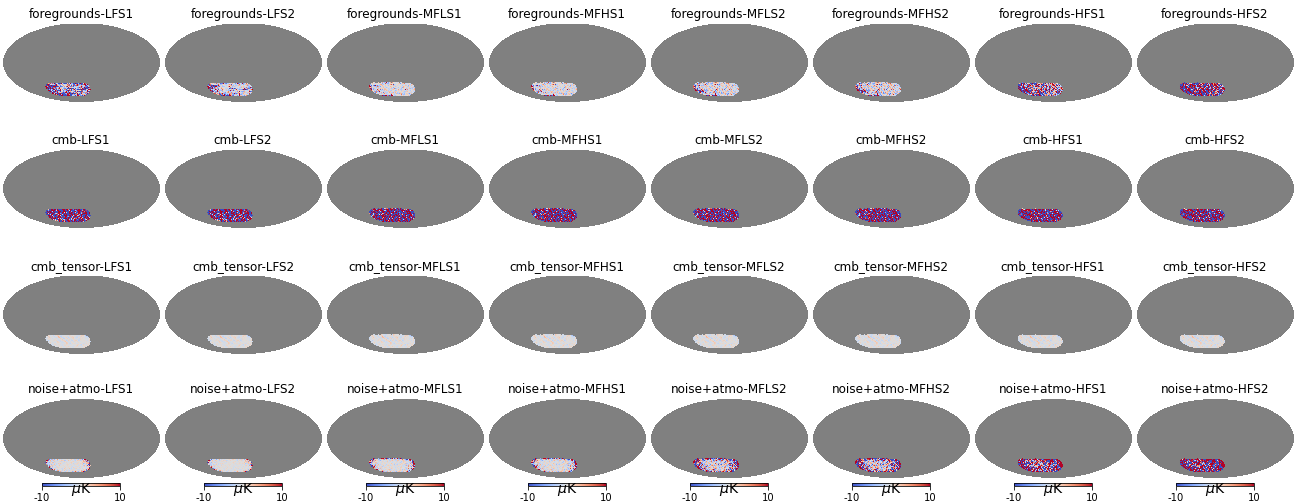 foregrounds-LFS1 foregrounds-LFS2 foregrounds-MFLS1 foregrounds-MFHS1 foregrounds-MFLS2 foregrounds-MFHS2 foregrounds-HFS1 foregrounds-HFS2
cmb-LFS1 cmb-LFS2 cmb-MFLS1 cmb-MFHS1 cmb-MFLS2 cmb-MFHS2 cmb-HFS1 cmb-HFS2
cmb_tensor-LFS1 cmb_tensor-LFS2 cmb_tensor-MFLS1 cmb_tensor-MFHS1 cmb_tensor-MFLS2 cmb_tensor-MFHS2 cmb_tensor-HFS1 cmb_tensor-HFS2
noise+atmo-LFS1 noise+atmo-LFS2 noise+atmo-MFLS1 noise+atmo-MFHS1 noise+atmo-MFLS2 noise+atmo-MFHS2 noise+atmo-HFS1 noise+atmo-HFS2
-10 μK 10 -10 μK 10 -10 μK 10 -10 μK 10 -10 μK 10 -10 μK 10 -10 μK 10 -10 μK 10